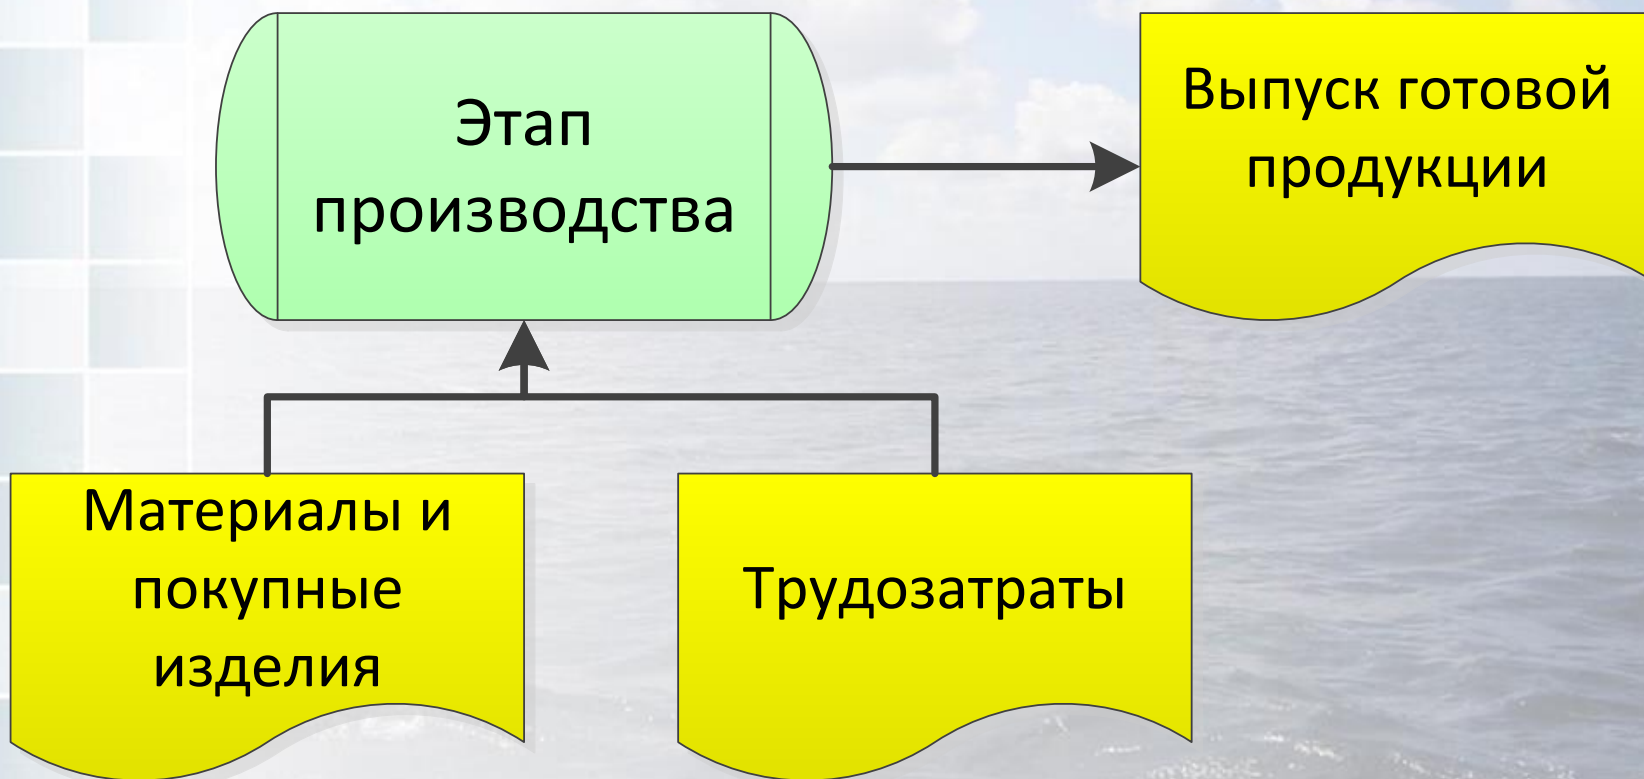 Этап
производства
Выпуск готовой
продукции
Материалы и
покупные
изделия
Трудозатраты